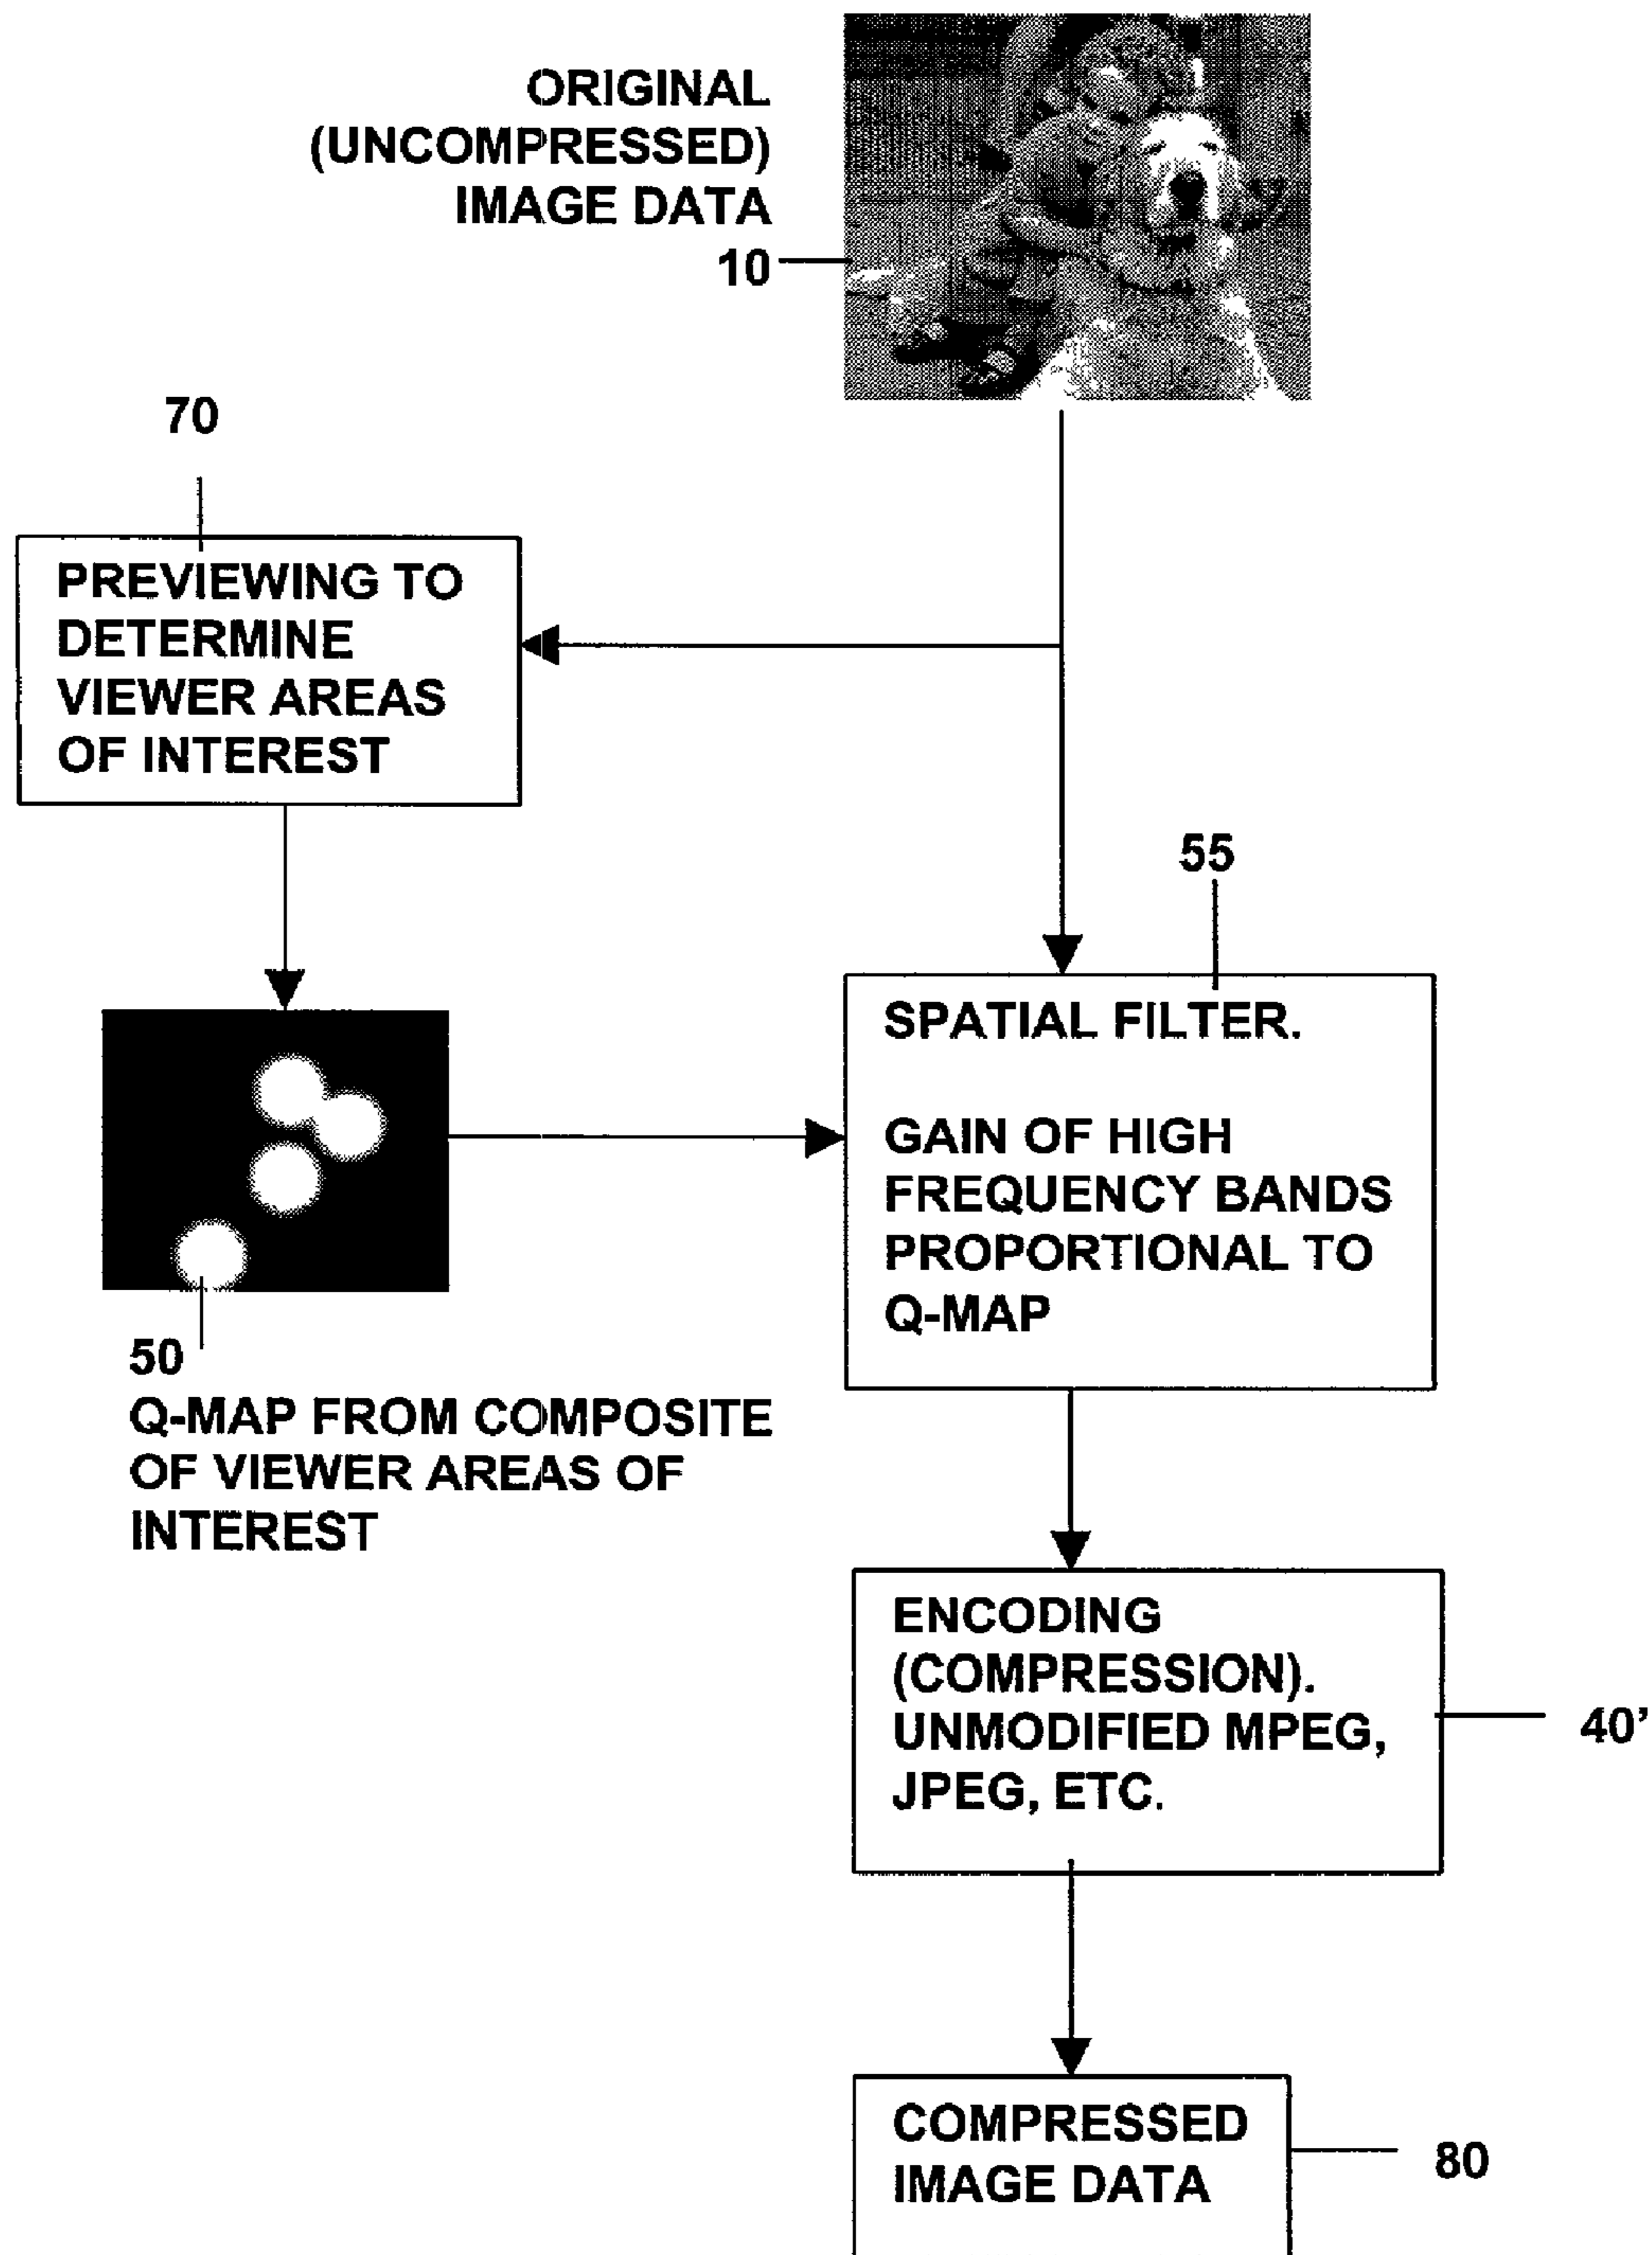 ORIGINAL
(UNCOMPRESSED)
IMAGE DATA
10
70
PREVIEWING TO
DETERMINE
VIEWER AREAS
OF INTEREST
55
SPATIAL FILTER.
GAIN OF HIGH
FREQUENCY BANDS
PROPORTIONAL TO
Q-MAP
50
Q-MAP FROM COMPOSITE
OF VIEWER AREAS OF
INTEREST
ENCODING
(COMPRESSION).
UNMODIFIED MPEG,
JPEG, ETC.
40'
COMPRESSED
IMAGE DATA
80